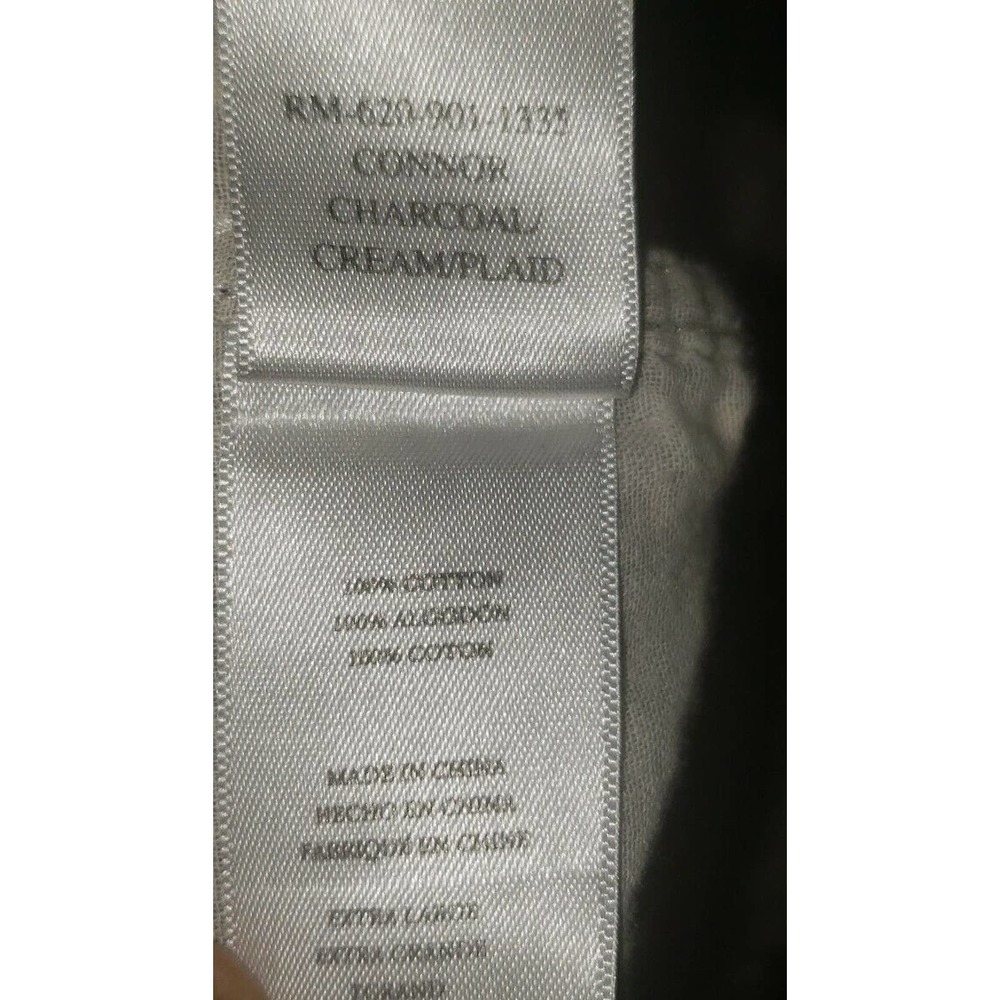 RM-620-901-1332
CONNOR
CHARCOAL/
CREAM/PLAID
100% COTTON
100% ALGODÓN
100% COTON
MADE IN CHINA
HECHO EN CHINA
FABRIQUÉ EN CHINE
EXTRA LARGE
EXTRA GRANDE